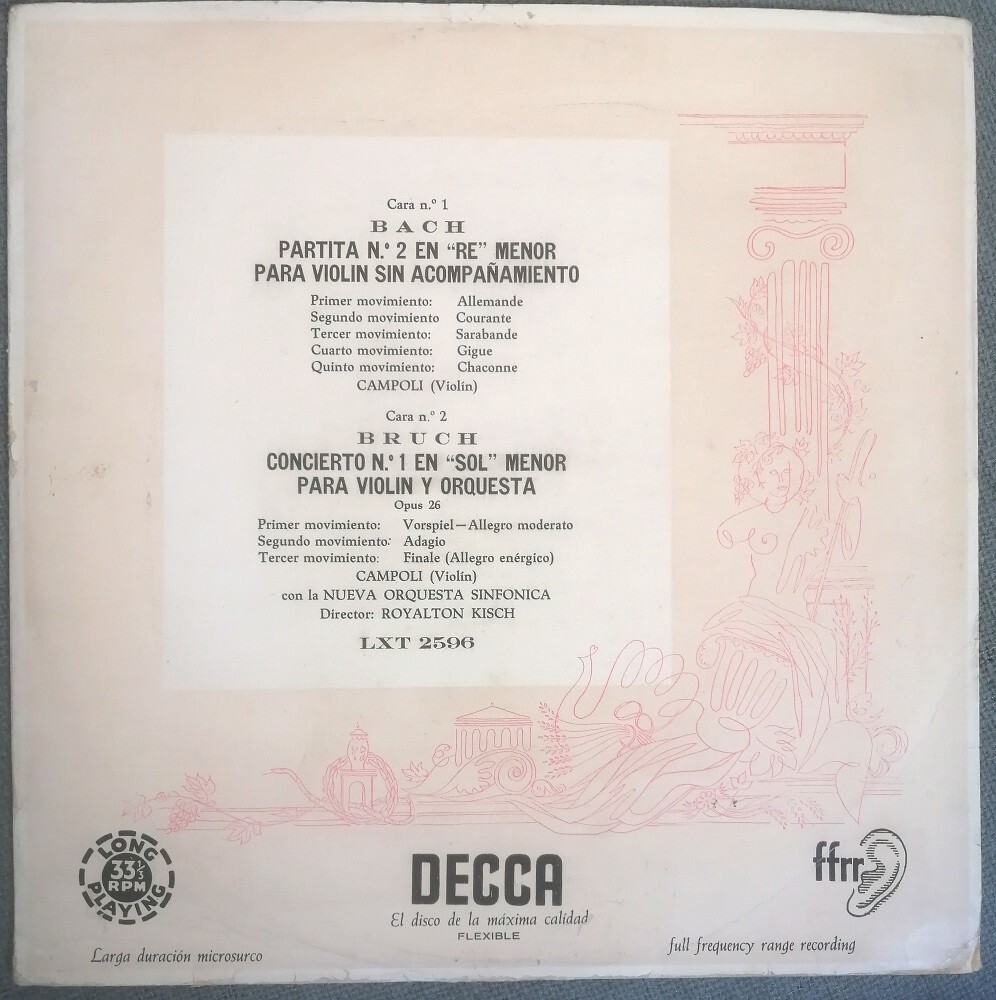 Cara n.º 1
BACH
PARTITA N.º 2 EN “RE” MENOR
PARA VIOLIN SIN ACOMPAÑAMIENTO
Primer movimiento: Allemande
Segundo movimiento Courante
Tercer movimiento: Sarabande
Cuarto movimiento: Gigue
Quinto movimiento: Chaconne
CAMPOLI (Violín)
Cara n.º 2
BRUCH
CONCIERTO N.º 1 EN “SOL” MENOR
PARA VIOLIN Y ORQUESTA
Opus 26
Primer movimiento: Vorspiel—Allegro moderato
Segundo movimiento: Adagio
Tercer movimiento: Finale (Allegro enérgico)
CAMPOLI (Violín)
con la NUEVA ORQUESTA SINFONICA
Director: ROYALTON KISCH
LXT 2596
LONG
33 1/3
RPM
PLAYING
Larga duración microsurco
DECCA
El disco de la máxima calidad
FLEXIBLE
ffrr
full frequency range recording